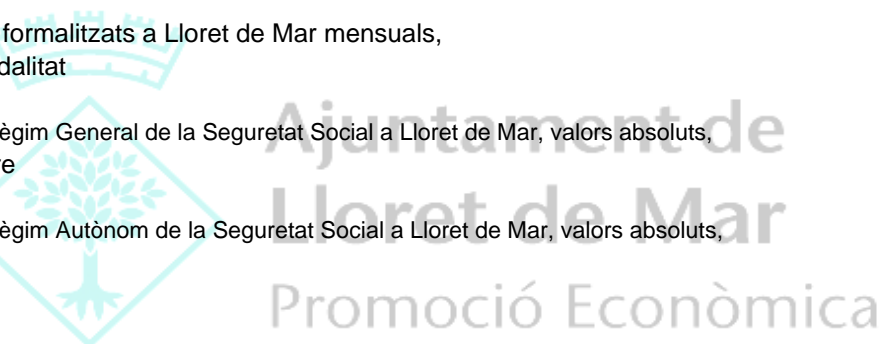 formalitzats a Lloret de Mar mensuals,
dalitat
ègim General de la Seguretat Social a Lloret de Mar, valors absoluts,
re
ègim Autònom de la Seguretat Social a Lloret de Mar, valors absoluts,
Ajuntament de
Lloret de Mar
Promoció Econòmica